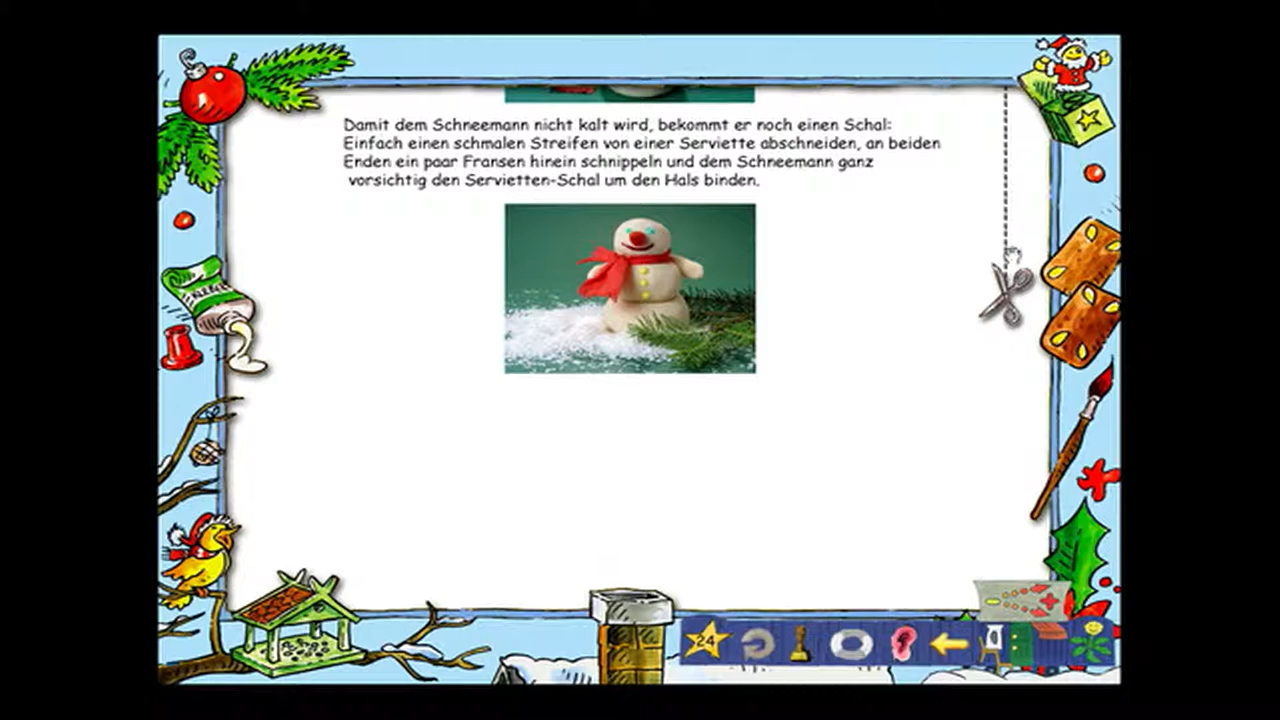 Damit dem Schneemann nicht kalt wird, bekommt er noch einen Schal:
Einfach einen schmalen Streifen von einer Serviette abschneiden, an beiden
Enden ein paar Fransen hinein schnippeln und dem Schneemann ganz
vorsichtig den Servietten-Schal um den Hals binden.
KLEBER
24